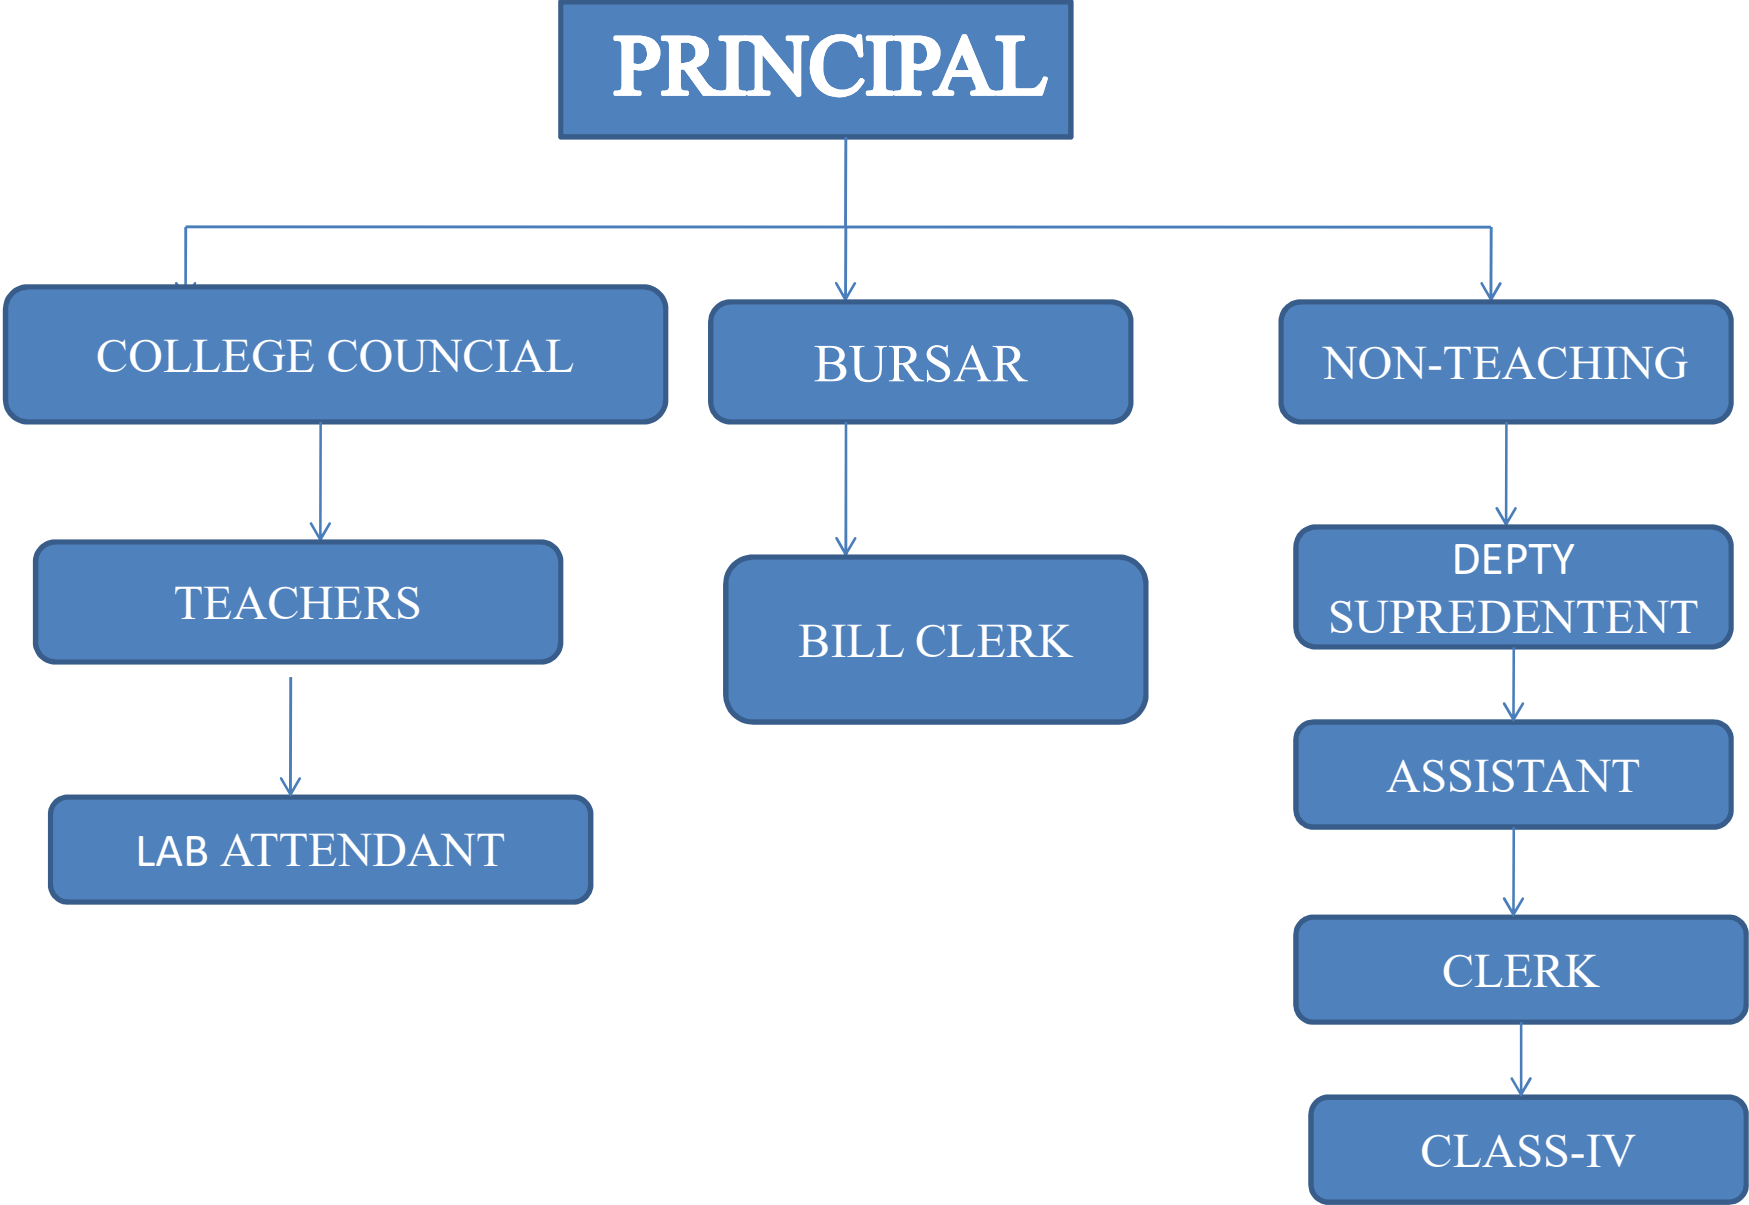 PRINCIPAL
COLLEGE COUNCIAL
BURSAR
NON-TEACHING
TEACHERS
BILL CLERK
DEPTY
SUPREDENTENT
ASSISTANT
LAB ATTENDANT
CLERK
CLASS-IV